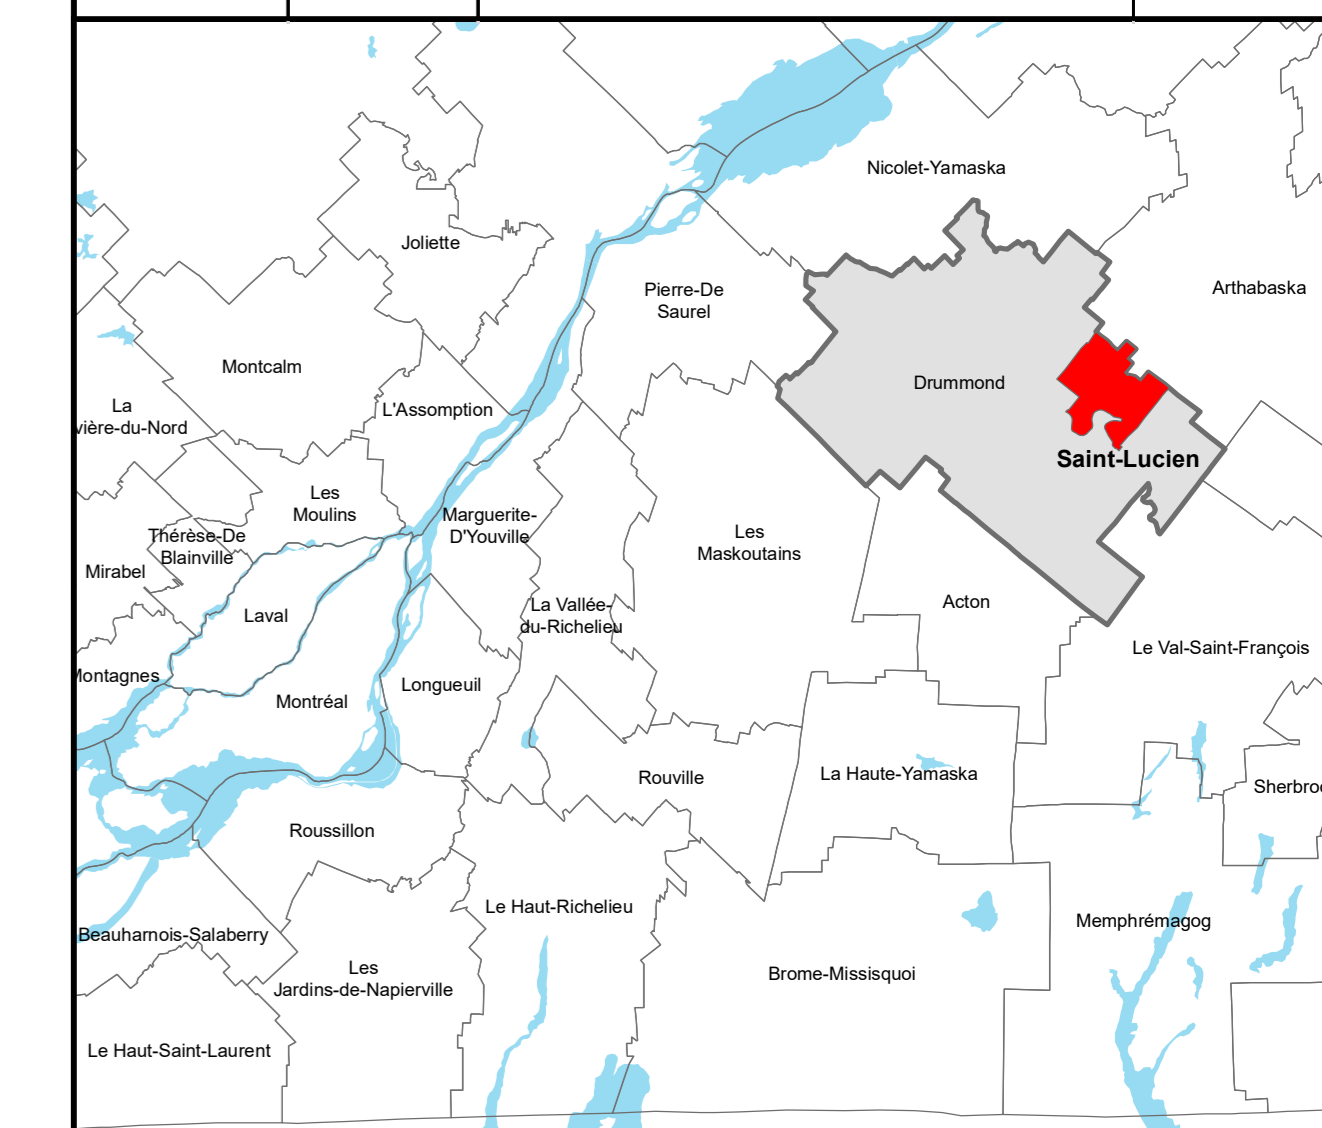 Nicolet-Yamaska
Joliette
Pierre-De
Saurel
Arthabaska
Montcalm
Drummond
La
vière-du-Nord
L'Assomption
Saint-Lucien
Les
Moulins
Marguerite-
D'Youville
Thérèse-De
Blainville
Les
Maskoutains
Mirabel
Laval
La Vallée-
du-Richelieu
Acton
Le Val-Saint-François
Montagnes
Longueuil
Montréal
Rouville
La Haute-Yamaska
Sherbroo
Roussillon
Le Haut-Richelieu
Memphrémagog
Beauharnois-Salaberry
Les
Jardins-de-Napierville
Brome-Missisquoi
Le Haut-Saint-Laurent